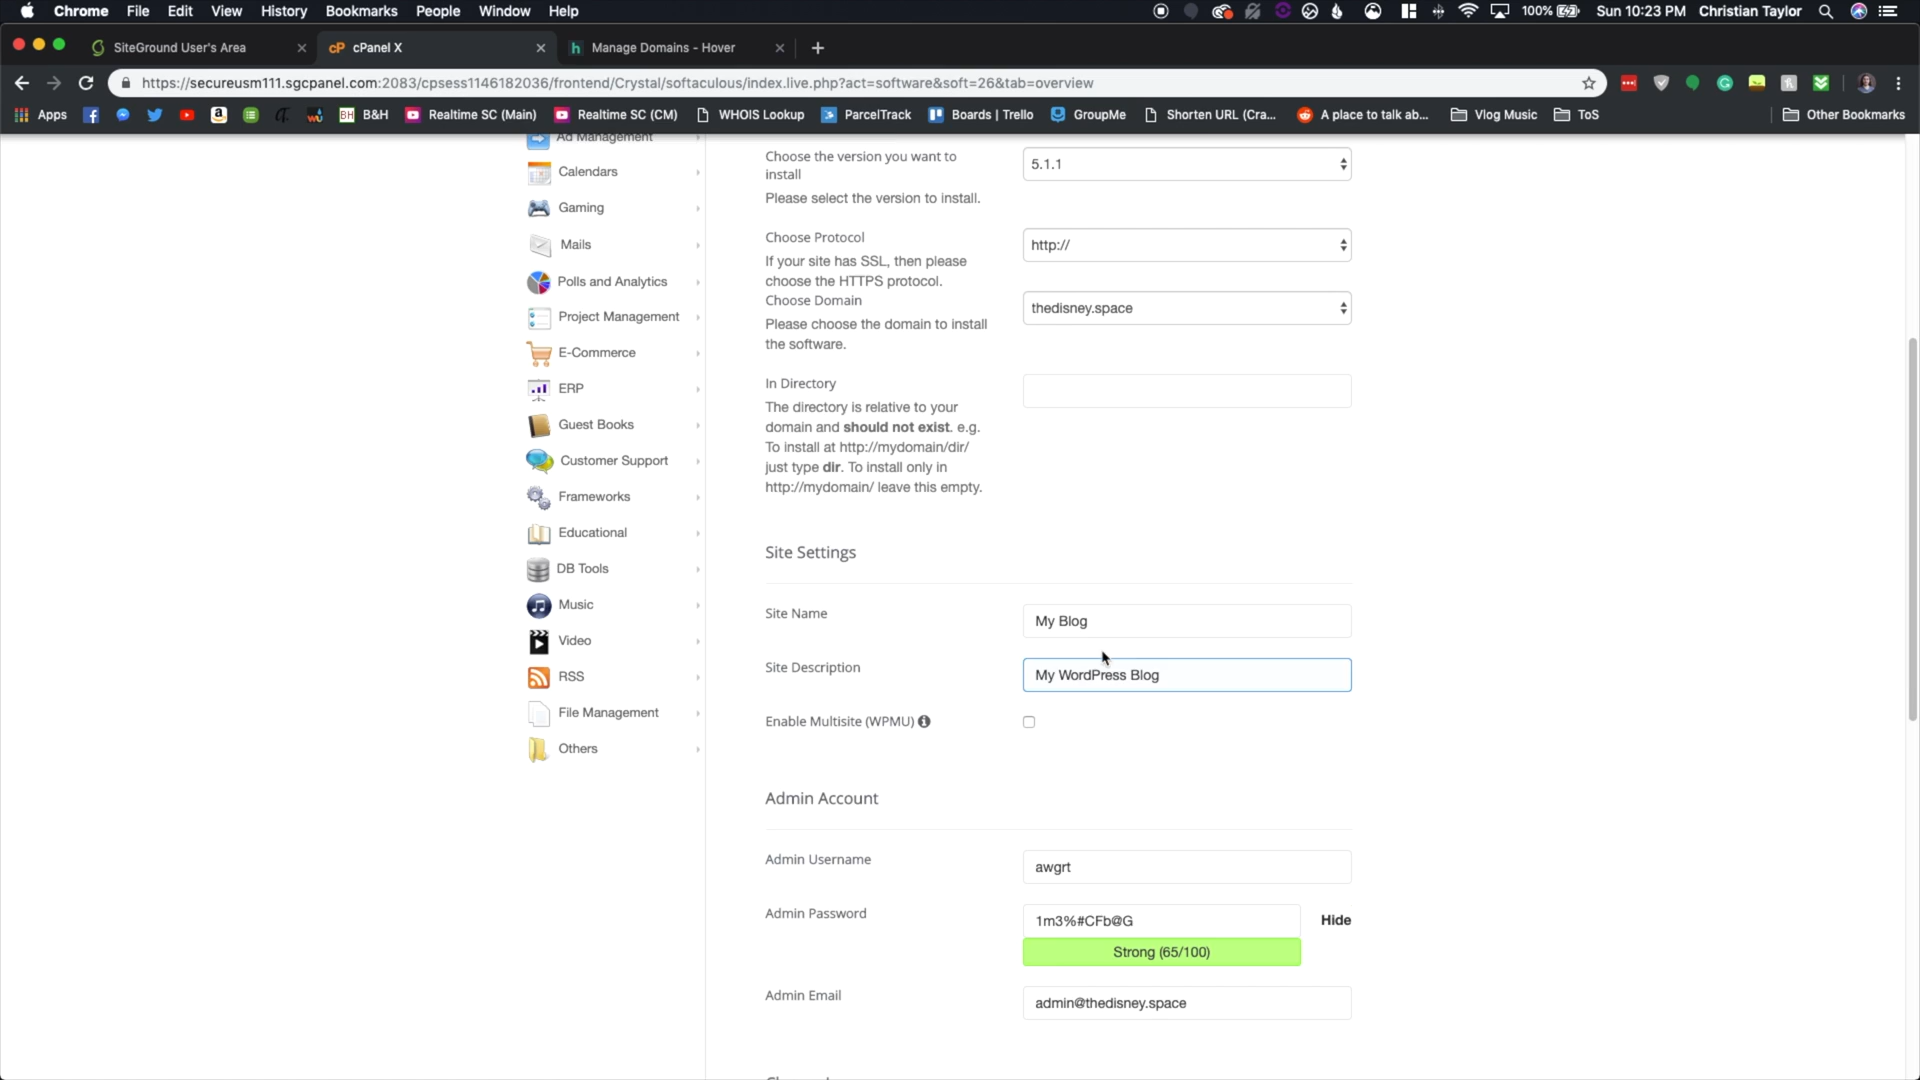 Chrome File Edit View History Bookmarks People Window Help 100% Sun 10:23 PM Christian Taylor
SiteGround User's Area cP cPanel X h Manage Domains - Hover
https://secureusm111.sgcpanel.com:2083/cpsess1146182036/frontend/Crystal/softaculous/index.live.php?act=software&soft=26&tab=overview
Apps BH B&H Realtime SC (Main) Realtime SC (CM) WHOIS Lookup ParcelTrack Boards | Trello GroupMe Shorten URL (Cra... A place to talk ab... Vlog Music ToS Other Bookmarks
Ad Management
Calendars
Gaming
Mails
Polls and Analytics
Project Management
E-Commerce
ERP
Guest Books
Customer Support
Frameworks
Educational
DB Tools
Music
Video
RSS
File Management
Others
Choose the version you want to
install
5.1.1
Please select the version to install.
Choose Protocol
http://
If your site has SSL, then please
choose the HTTPS protocol.
Choose Domain
thedisney.space
Please choose the domain to install
the software.
In Directory
The directory is relative to your
domain and should not exist. e.g.
To install at http://mydomain/dir/
just type dir. To install only in
http://mydomain/ leave this empty.
Site Settings
Site Name
My Blog
Site Description
My WordPress Blog
Enable Multisite (WPMU)
Admin Account
Admin Username
awgrt
Admin Password
1m3%#CFb@G
Hide
Strong (65/100)
Admin Email
admin@thedisney.space